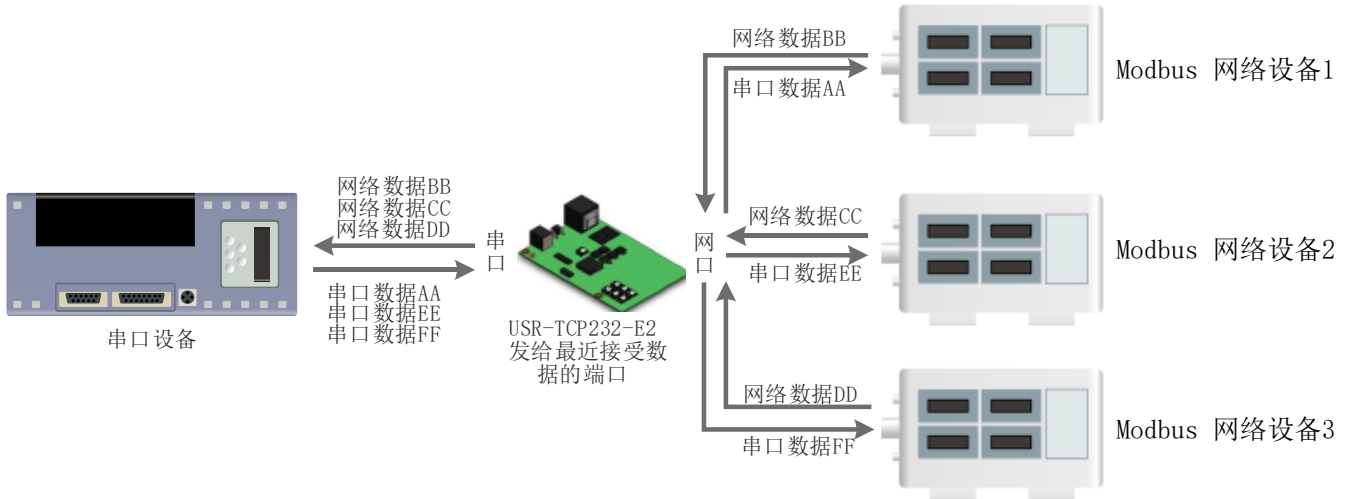 网络数据BB
串口数据AA
Modbus 网络设备1
网络数据BB
网络数据CC
网络数据DD
串口数据AA
串口数据EE
串口数据FF
串口设备
串口
USR-TCP232-E2
发给最近接受数
据的端口
网口
网络数据CC
串口数据EE
Modbus 网络设备2
网络数据DD
串口数据FF
Modbus 网络设备3